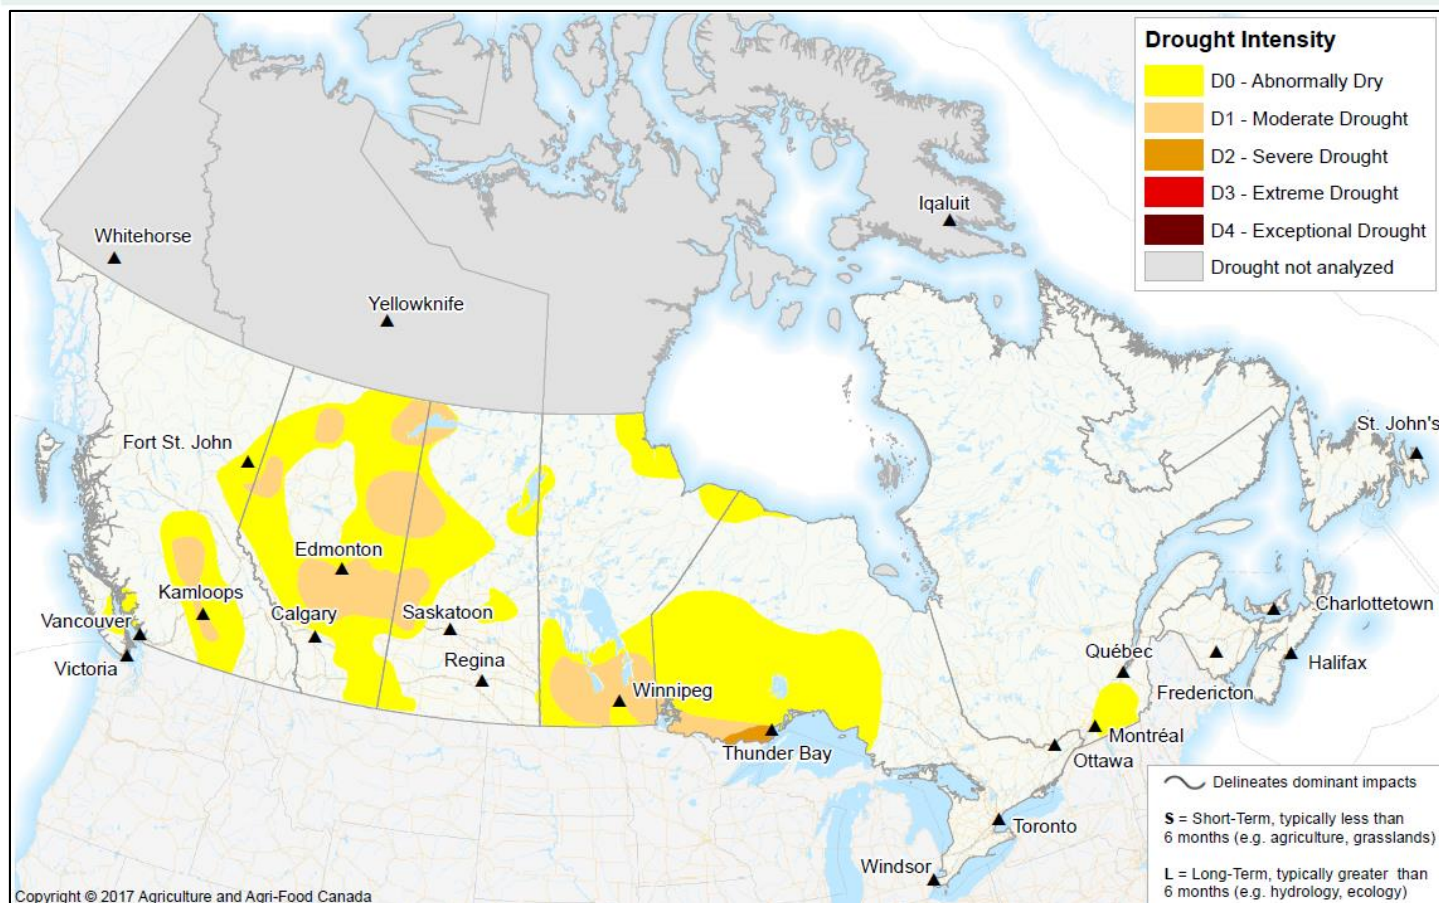 Drought Intensity
D0 - Abnormally Dry
D1 - Moderate Drought
D2 - Severe Drought
D3 - Extreme Drought
D4 - Exceptional Drought
Drought not analyzed
Iqaluit
Whitehorse
Yellowknife
St. John's
Fort St. John
Edmonton
Kamloops
Calgary
Saskatoon
Charlottetown
Vancouver
Québec
Victoria
Regina
Halifax
Winnipeg
Fredericton
Montréal
Thunder Bay
Ottawa
Toronto
Windsor
Delineates dominant impacts
S = Short-Term, typically less than
6 months (e.g. agriculture, grasslands)
L = Long-Term, typically greater than
6 months (e.g. hydrology, ecology)
Copyright © 2017 Agriculture and Agri-Food Canada